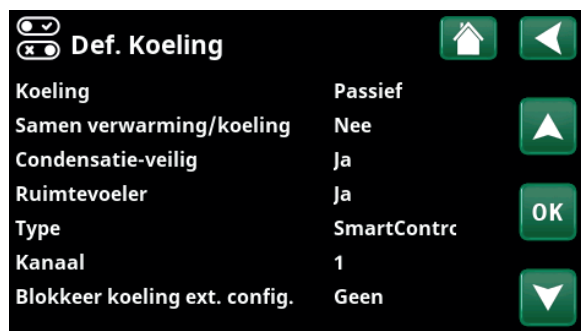 Def. Koeling
Koeling Passief
Samen verwarming/koeling Nee
Condensatie-veilig Ja
Ruimtevoeler Ja
Type SmartContrc
Kanaal 1
Blokkeer koeling ext. config. Geen
OK